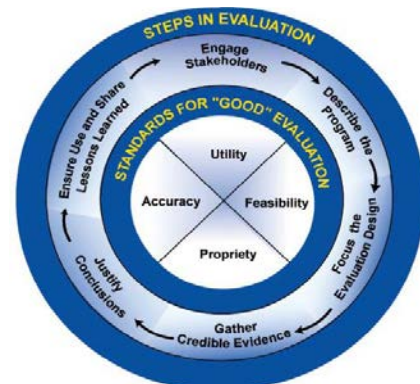 STEPS IN EVALUATION
Engage
Stakeholders
Describe the
Program
Focus the
Evaluation Design
Gather
Credible Evidence
Justify
Conclusions
Ensure Use and Share
Lessons Learned
STANDARDS FOR "GOOD" EVALUATION
Utility
Accuracy
Feasibility
Propriety